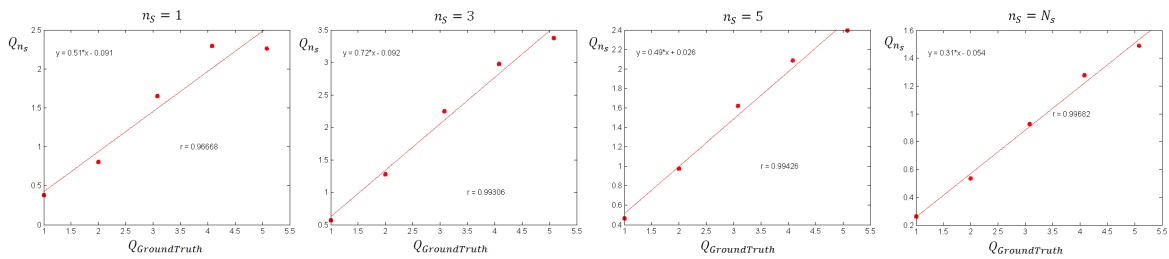 n_S = 1
Q_{n_s}
2.5
2
1.5
1
0.5
0
y = 0.51*x - 0.091
r = 0.96668
1 1.5 2 2.5 3 3.5 4 4.5 5 5.5
Q_{GroundTruth}
n_S = 3
Q_{n_s}
3.5
3
2.5
2
1.5
1
0.5
y = 0.72*x - 0.092
r = 0.99306
1 1.5 2 2.5 3 3.5 4 4.5 5 5.5
Q_{GroundTruth}
n_S = 5
Q_{n_s}
2.4
2.2
2
1.8
1.6
1.4
1.2
1
0.8
0.6
0.4
y = 0.49*x + 0.026
r = 0.99426
1 1.5 2 2.5 3 3.5 4 4.5 5 5.5
Q_{GroundTruth}
n_S = N_s
Q_{n_s}
1.6
1.4
1.2
1
0.8
0.6
0.4
0.2
y = 0.31*x - 0.054
r = 0.99682
1 1.5 2 2.5 3 3.5 4 4.5 5 5.5
Q_{GroundTruth}